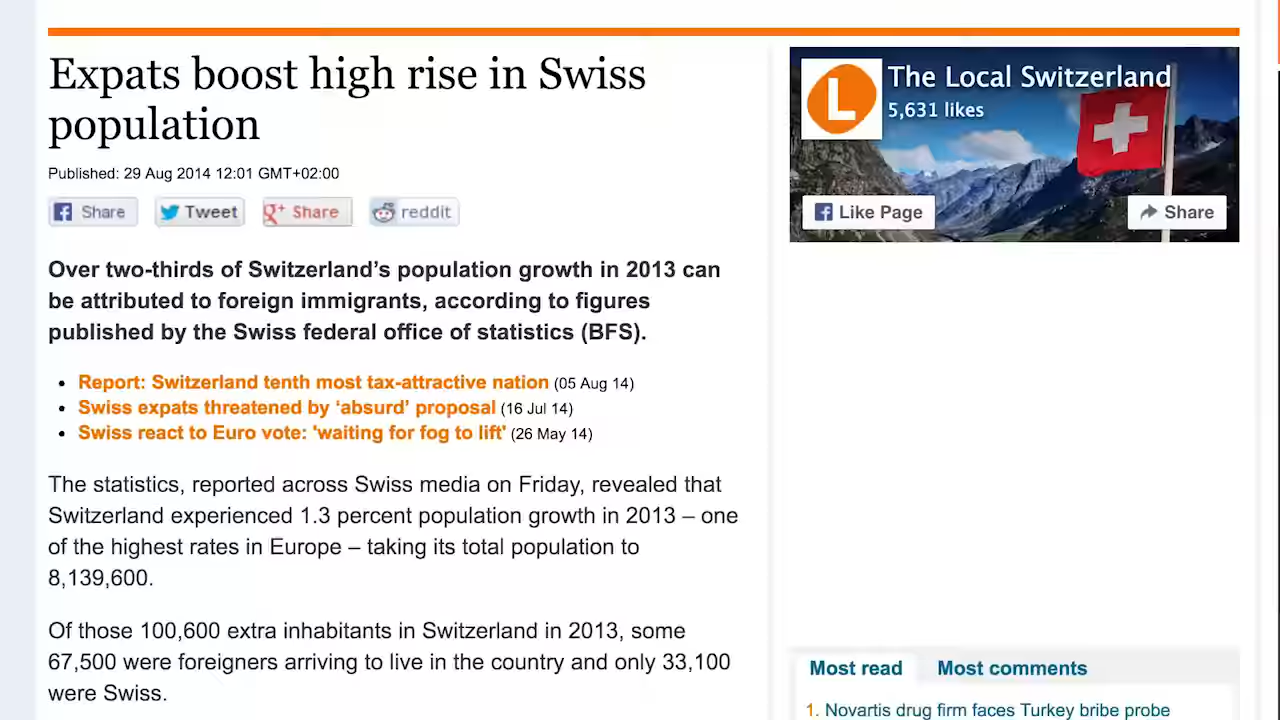 Expats boost high rise in Swiss
population
Published: 29 Aug 2014 12:01 GMT+02:00
Share
Tweet
Share
reddit
Over two-thirds of Switzerland’s population growth in 2013 can
be attributed to foreign immigrants, according to figures
published by the Swiss federal office of statistics (BFS).
Report: Switzerland tenth most tax-attractive nation (05 Aug 14)
Swiss expats threatened by ‘absurd’ proposal (16 Jul 14)
Swiss react to Euro vote: 'waiting for fog to lift' (26 May 14)
The statistics, reported across Swiss media on Friday, revealed that
Switzerland experienced 1.3 percent population growth in 2013 – one
of the highest rates in Europe – taking its total population to
8,139,600.
Of those 100,600 extra inhabitants in Switzerland in 2013, some
67,500 were foreigners arriving to live in the country and only 33,100
were Swiss.
L
The Local Switzerland
5,631 likes
Like Page
Share
Most read
Most comments
1. Novartis drug firm faces Turkey bribe probe